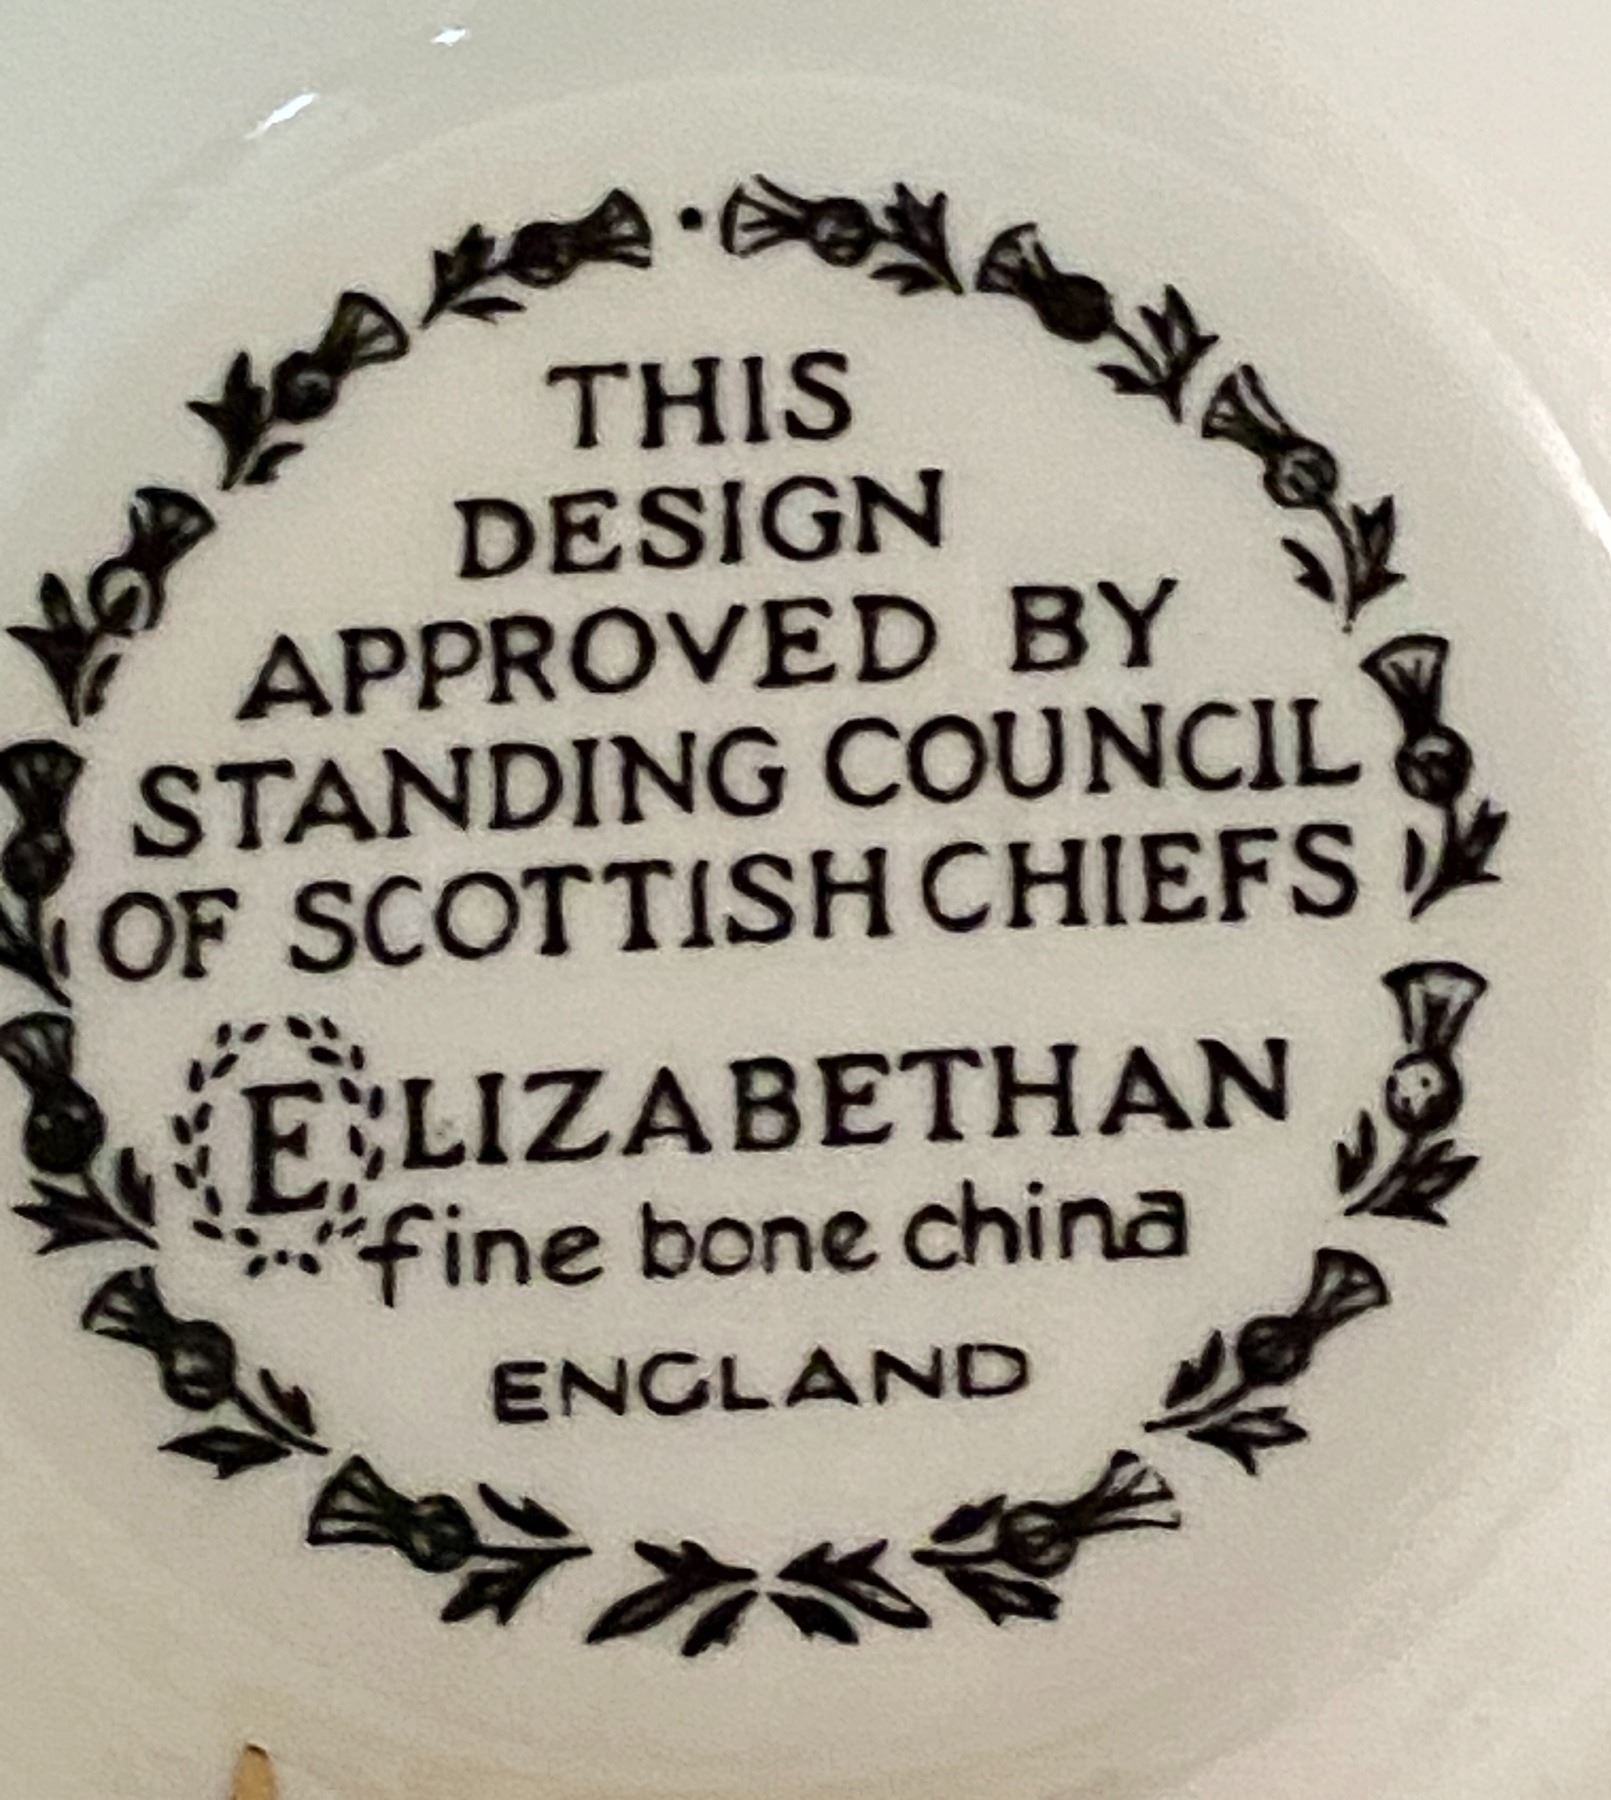 THIS
DESIGN
APPROVED BY
STANDING COUNCIL
OF SCOTTISH CHIEFS
ELIZABETHAN
fine bone china
ENGLAND